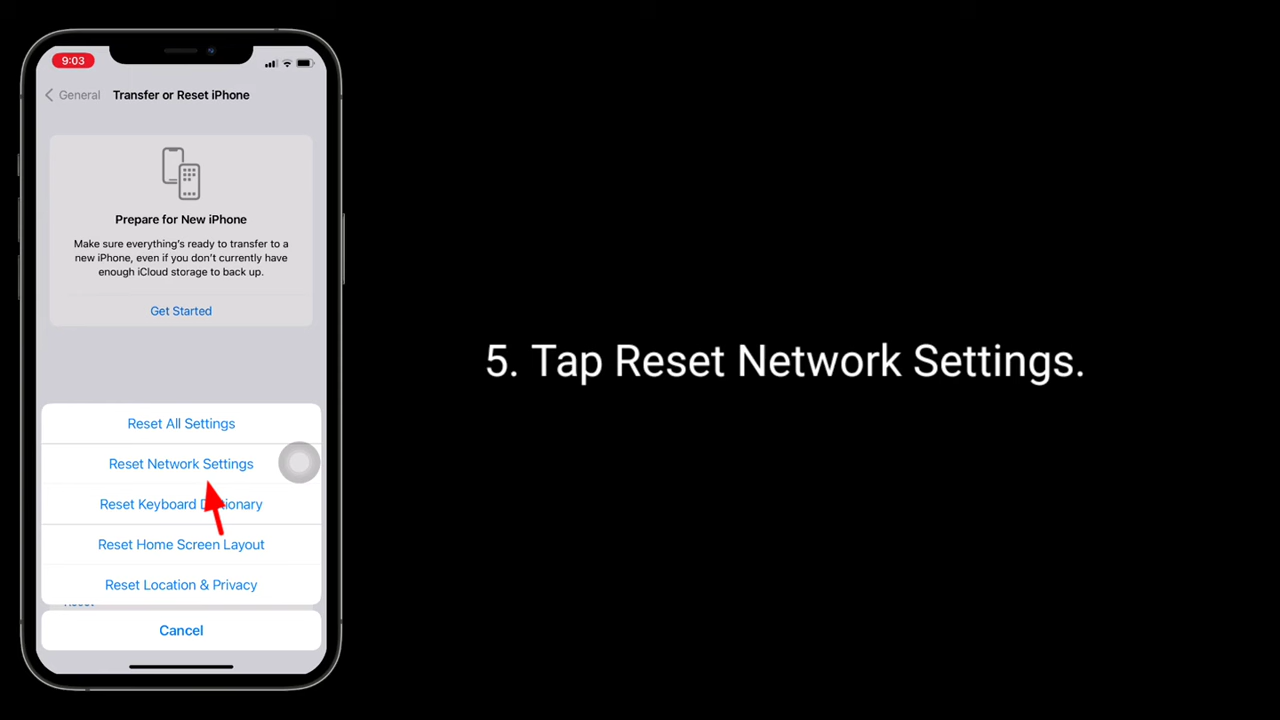 9:03
General
Transfer or Reset iPhone
Prepare for New iPhone
Make sure everything's ready to transfer to a
new iPhone, even if you don't currently have
enough iCloud storage to back up.
Get Started
Reset All Settings
Reset Network Settings
Reset Keyboard
Reset Home Screen Layout
Reset Location & Privacy
Cancel
5. Tap Reset Network Settings.